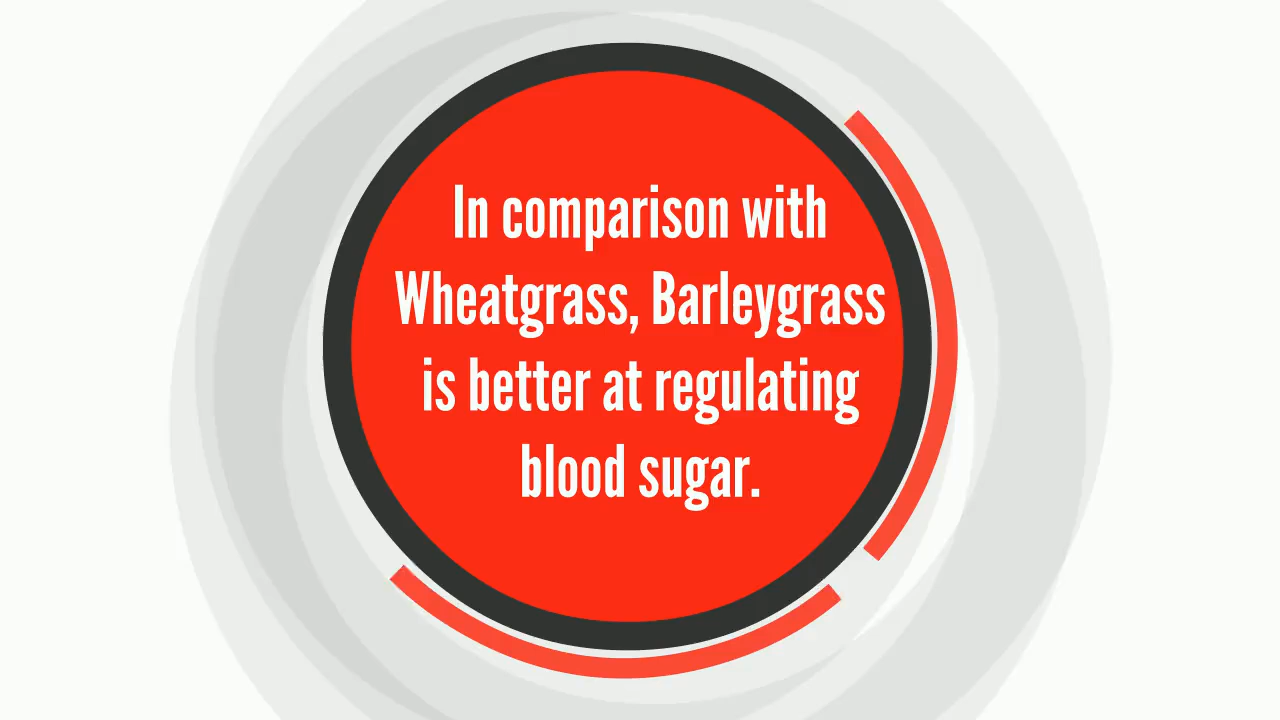 In comparison with
Wheatgrass, Barleygrass
is better at regulating
blood sugar.